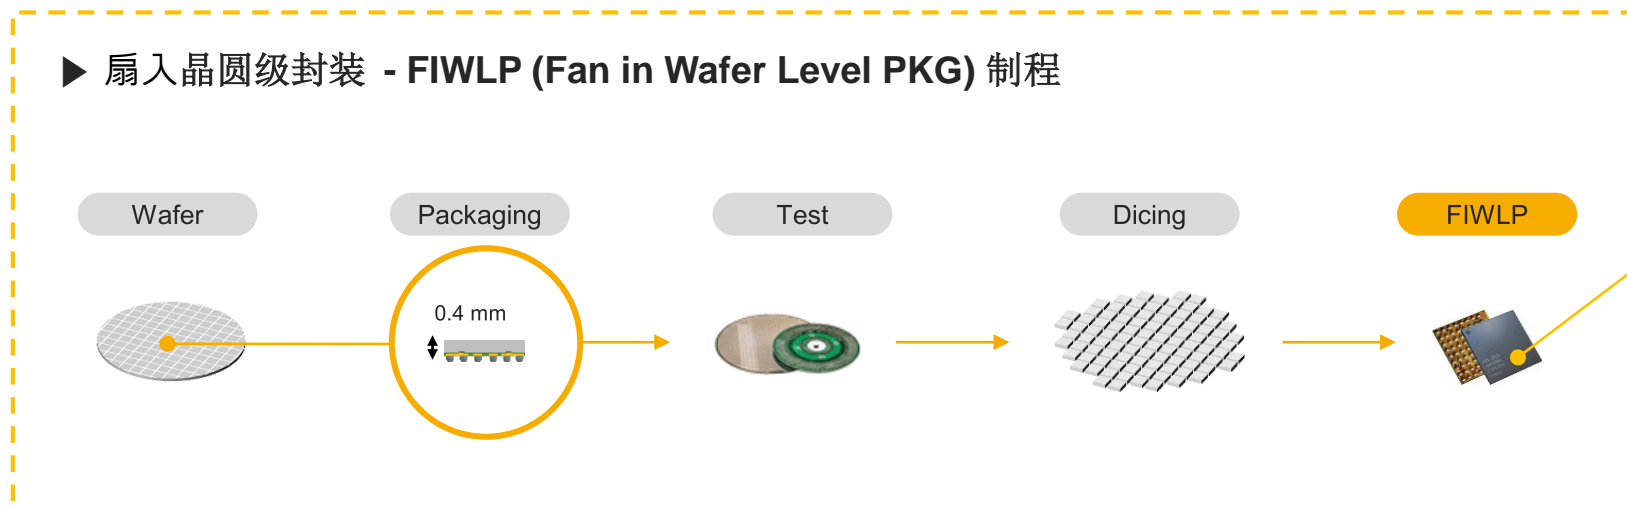 ▶ 扇入晶圆级封装 - FIWLP (Fan in Wafer Level PKG) 制程
Wafer
Packaging
Test
Dicing
FIWLP
0.4 mm